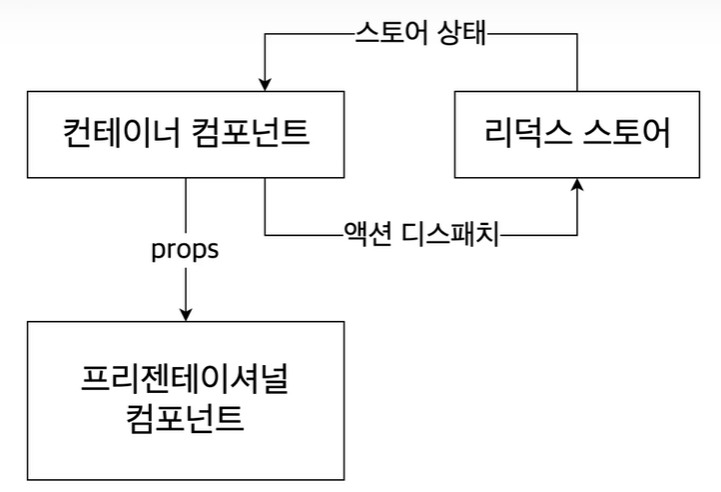 스토어 상태
컨테이너 컴포넌트
리덕스 스토어
액션 디스패치
props
프리젠테이셔널
컴포넌트